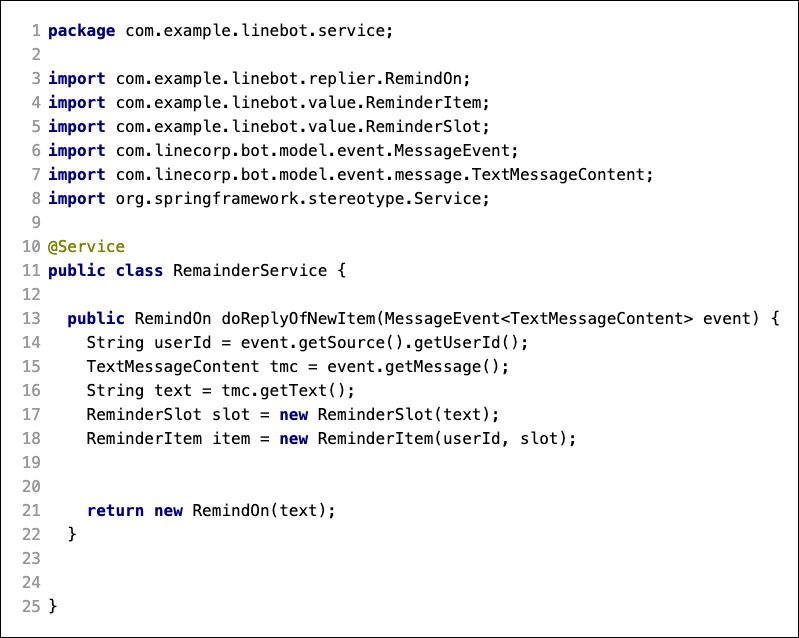 1 package com.example.linebot.service;
2
3 import com.example.linebot.replier.RemindOn;
4 import com.example.linebot.value.ReminderItem;
5 import com.example.linebot.value.ReminderSlot;
6 import com.linecorp.bot.model.event.MessageEvent;
7 import com.linecorp.bot.model.event.message.TextMessageContent;
8 import org.springframework.stereotype.Service;
9
10 @Service
11 public class RemainderService {
12
13   public RemindOn doReplyOfNewItem(MessageEvent<TextMessageContent> event) {
14     String userId = event.getSource().getUserId();
15     TextMessageContent tmc = event.getMessage();
16     String text = tmc.getText();
17     ReminderSlot slot = new ReminderSlot(text);
18     ReminderItem item = new ReminderItem(userId, slot);
19
20
21     return new RemindOn(text);
22   }
23
24
25 }